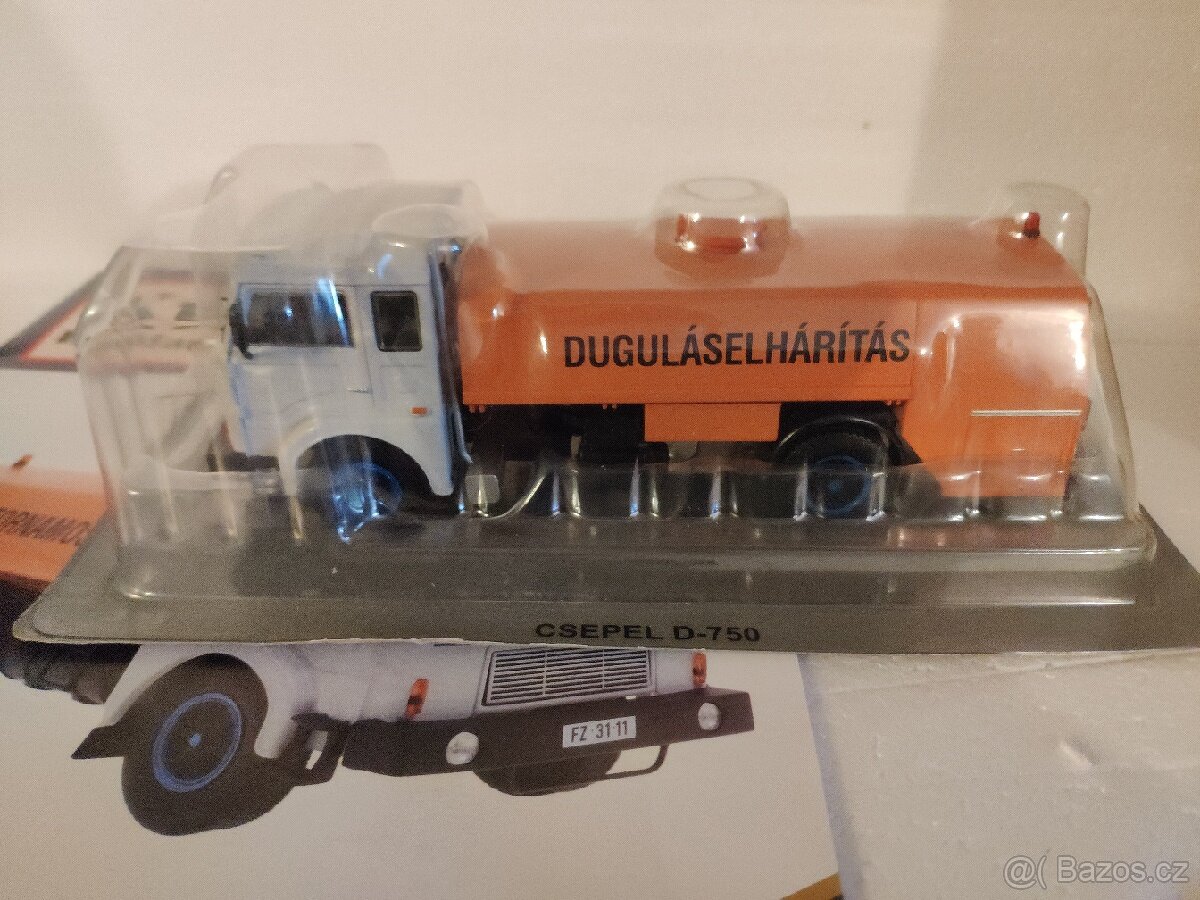 DUGULÁSELHÁRÍTÁS
CSEPEL D-750
FZ 31 11
@( Bazos.cz